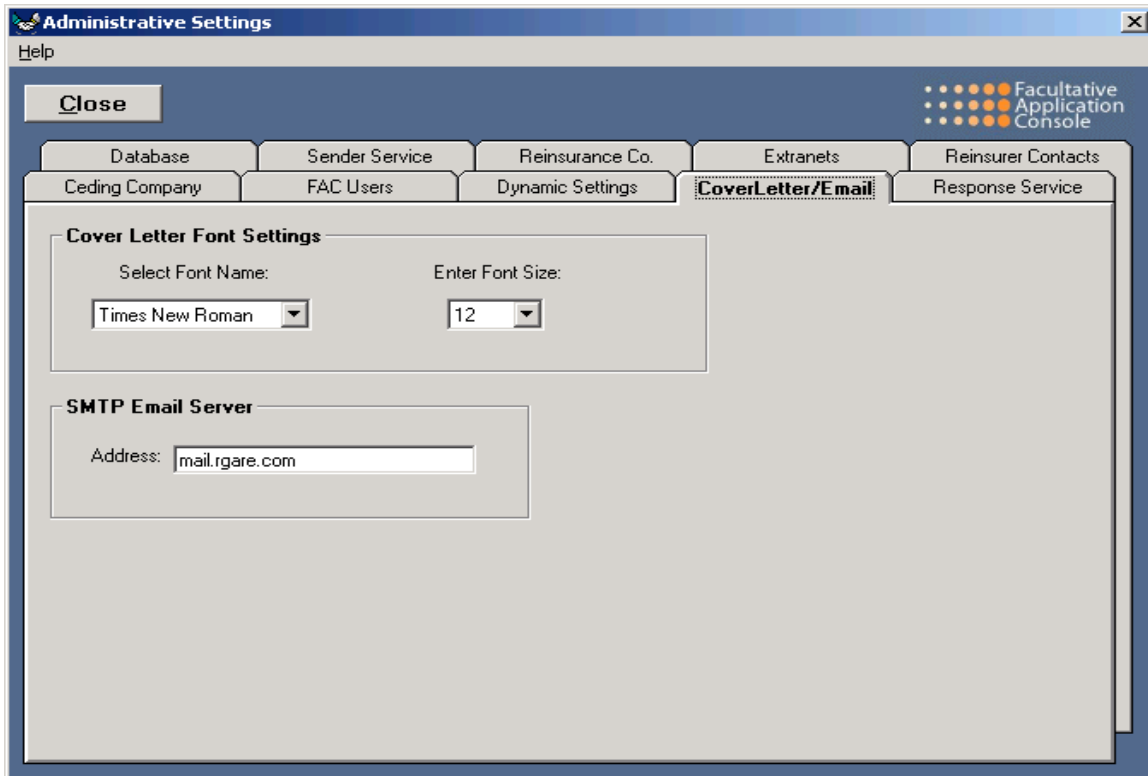 Administrative Settings
Help
Close
Facultative
Application
Console
Database Sender Service Reinsurance Co. Extranets Reinsurer Contacts
Ceding Company FAC Users Dynamic Settings CoverLetter/Email Response Service
Cover Letter Font Settings
Select Font Name: Enter Font Size:
Times New Roman 12
SMTP Email Server
Address: mail.rgare.com